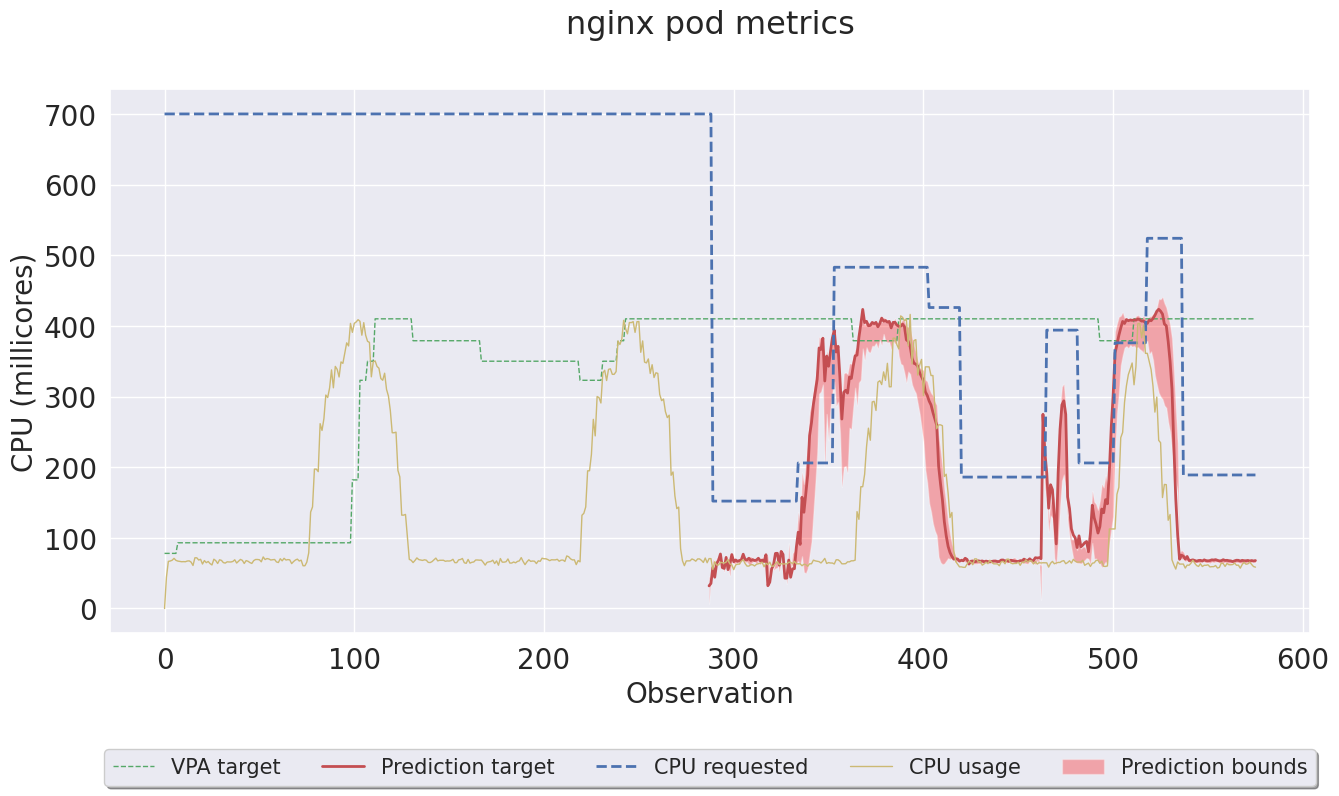 nginx pod metrics
CPU (millicores)
700
600
500
400
300
200
100
0
0 100 200 300 400 500 600
Observation
VPA target Prediction target CPU requested CPU usage Prediction bounds